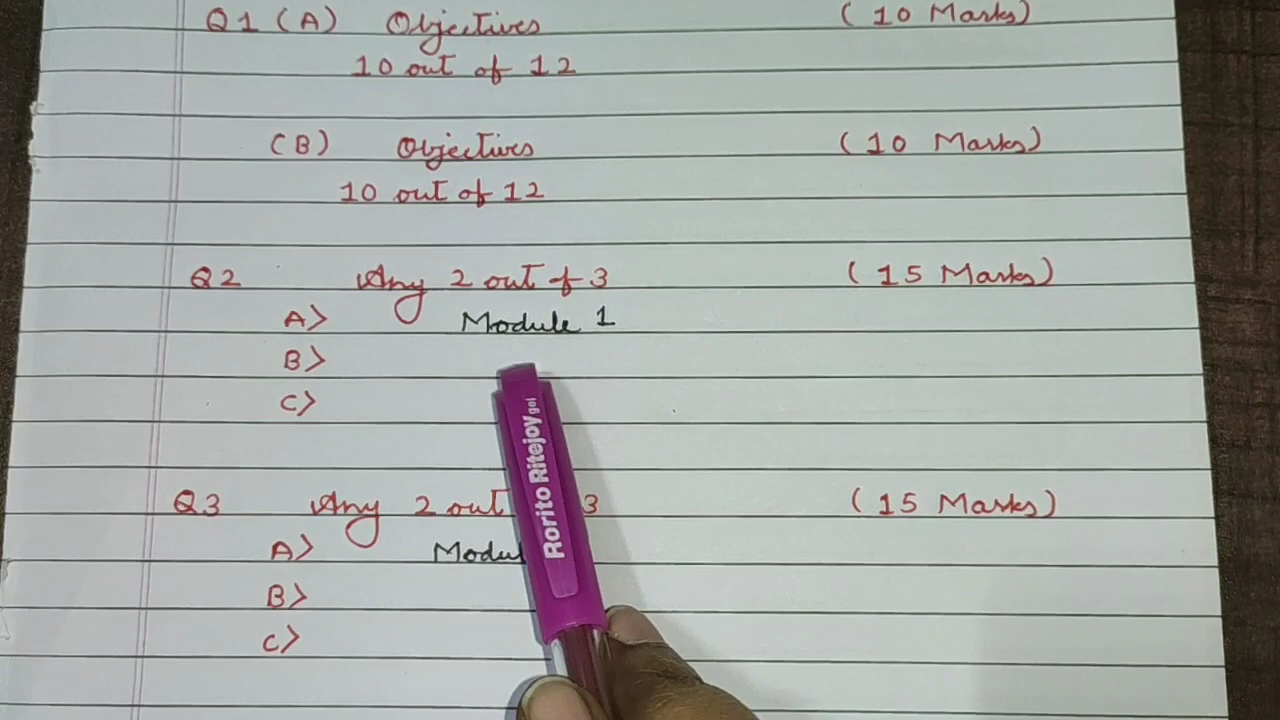 Q1 (A) Objectives (10 Marks)
10 out of 12
(B) Objectives (10 Marks)
10 out of 12
Q2 Any 2 out of 3 (15 Marks)
A> Module 1
B>
C>
Q3 Any 2 out 3 (15 Marks)
A> Modul
B>
C>
Rorito Ritejoy gel